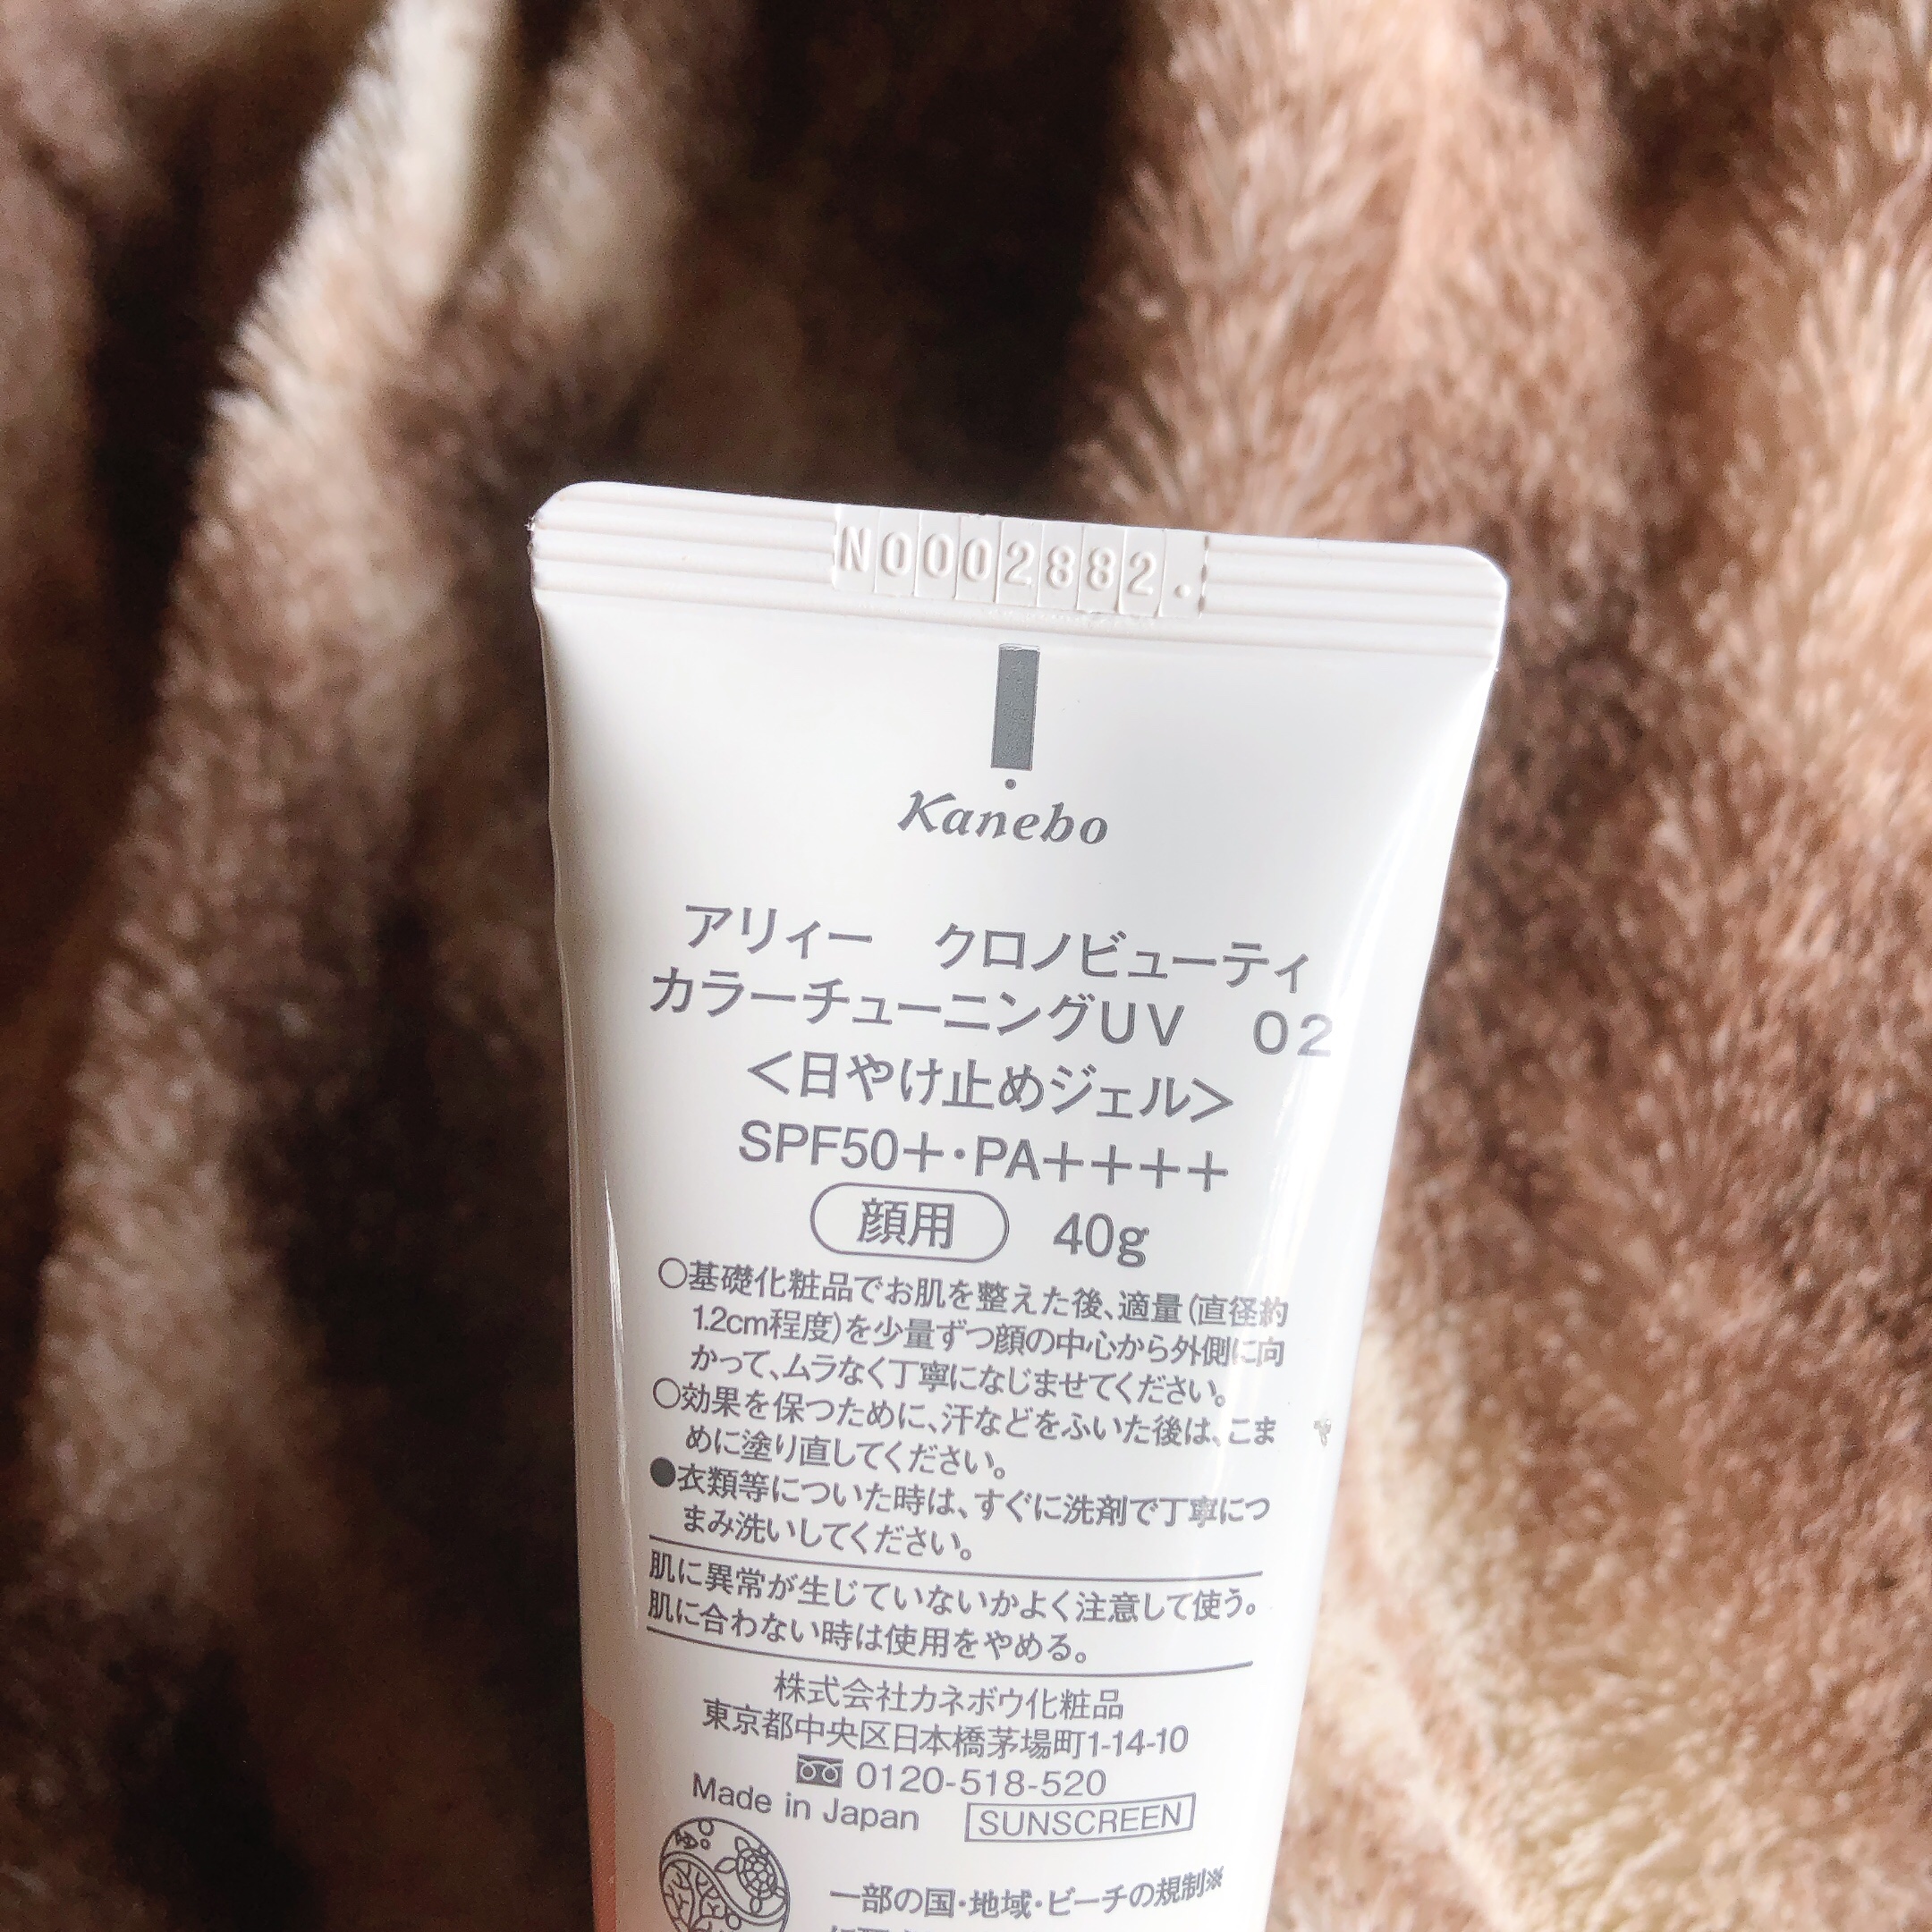 N0002882.
Kanebo
アリィー　クロノビューティ
カラーチューニングUV　02
＜日やけ止めジェル＞
SPF50+・PA++++
顔用　40g
○基礎化粧品でお肌を整えた後、適量(直径約
1.2cm程度)を少量ずつ顔の中心から外側に向
かって、ムラなく丁寧になじませてください。
○効果を保つために、汗などをふいた後は、こま
めに塗り直してください。
●衣類等についた時は、すぐに洗剤で丁寧につ
まみ洗いしてください。
肌に異常が生じていないかよく注意して使う。
肌に合わない時は使用をやめる。
株式会社カネボウ化粧品
東京都中央区日本橋茅場町1-14-10
0120-518-520
Made in Japan　SUNSCREEN
一部の国・地域・ビーチの規制※